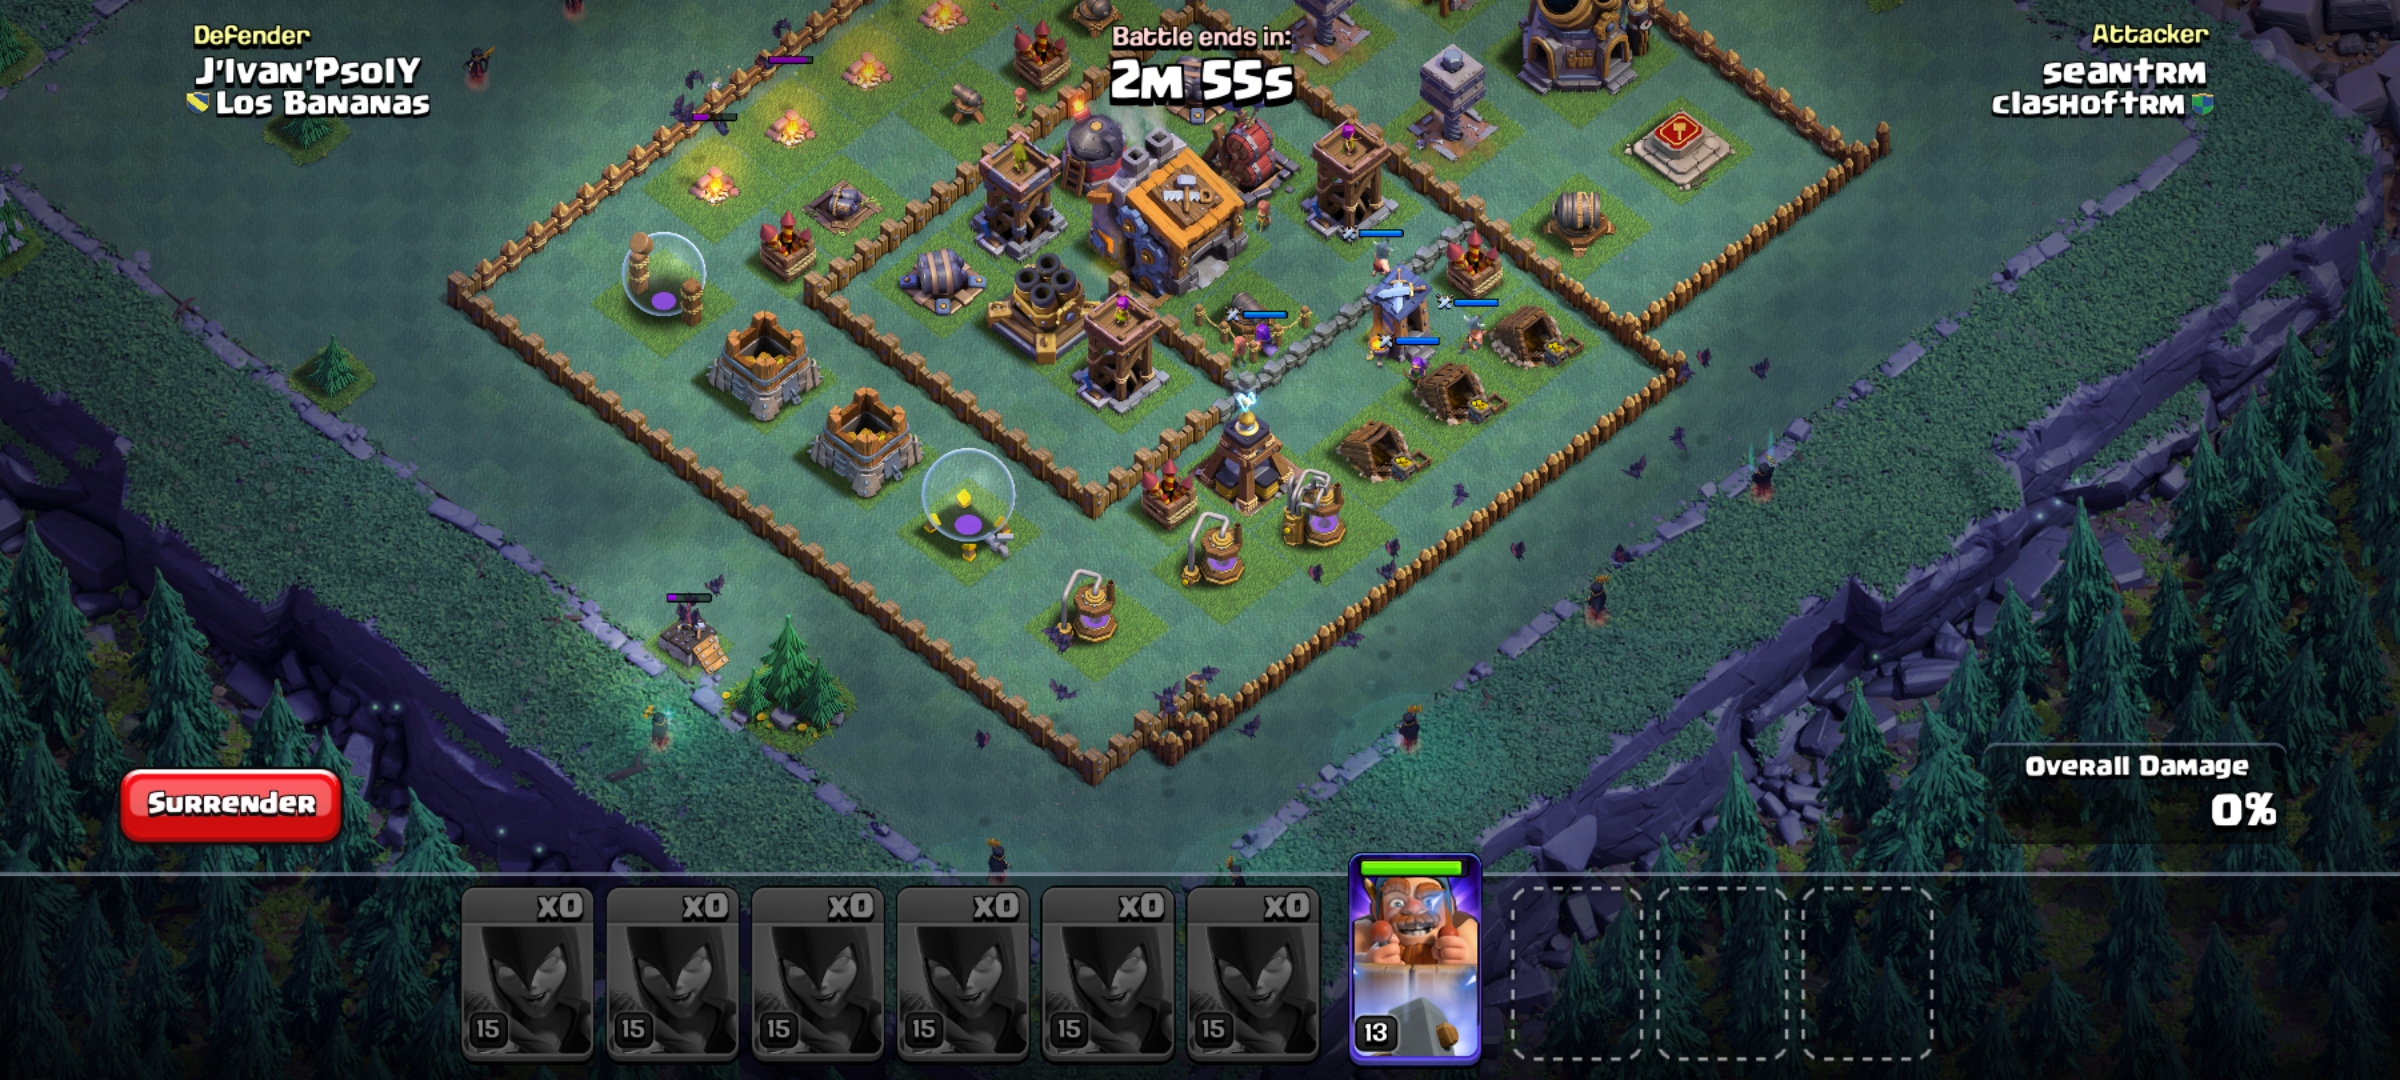 Defender
J'Ivan'PsolY
Los Bananas
Battle ends in:
2M 55s
Attacker
seantRM
clashoftRM
Surrender
Overall Damage
0%
x0 x0 x0 x0 x0 x0
15 15 15 15 15 15 13